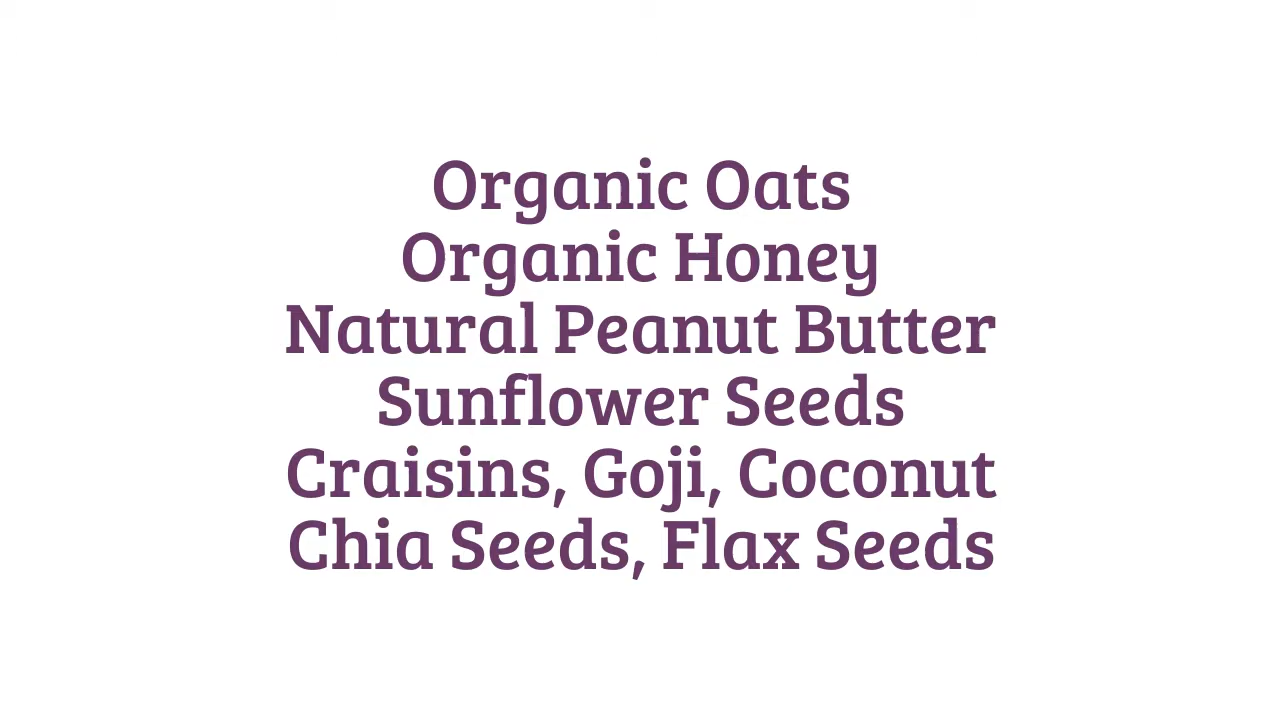 Organic Oats
Organic Honey
Natural Peanut Butter
Sunflower Seeds
Craisins, Goji, Coconut
Chia Seeds, Flax Seeds